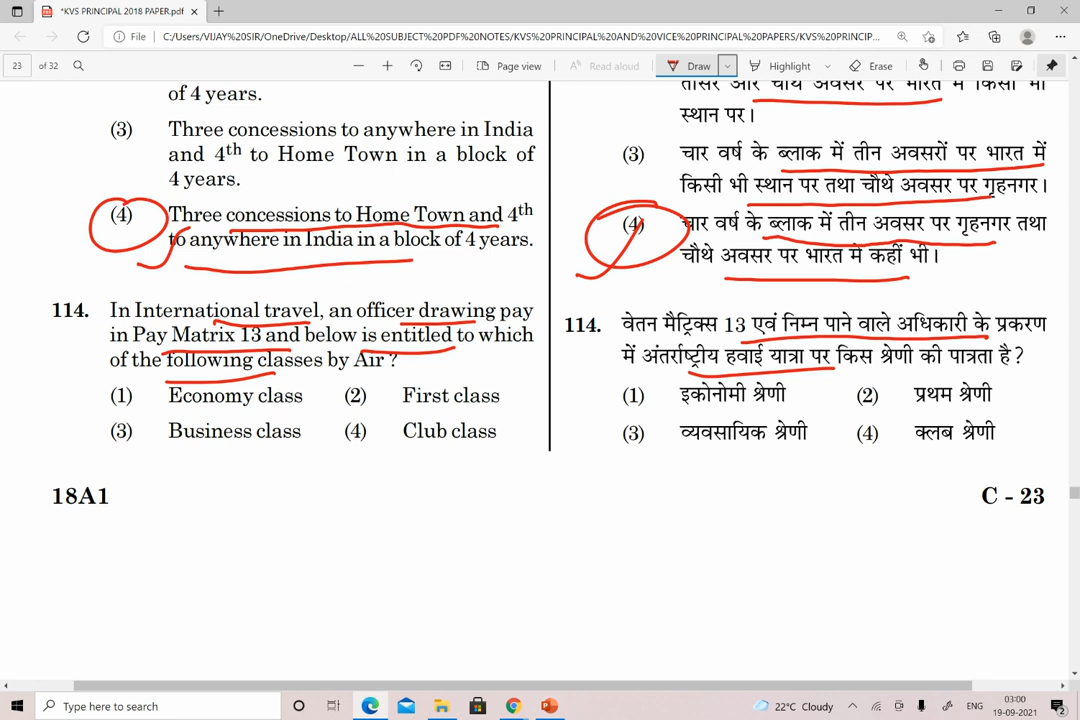 *KVS PRINCIPAL 2018 PAPER.pdf
File
C:/Users/VIJAY%20SIR/OneDrive/Desktop/ALL%20SUBJECT%20PDF%20NOTES/KVS%20PRINCIPAL%20AND%20VICE%20PRINCIPAL%20PAPERS/KVS%20PRINCIP...
23
of 32
Page view
Read aloud
Draw
Highlight
Erase
of 4 years.
(3) Three concessions to anywhere in India
and 4th to Home Town in a block of
4 years.
(4) Three concessions to Home Town and 4th
to anywhere in India in a block of 4 years.
114. In International travel, an officer drawing pay
in Pay Matrix 13 and below is entitled to which
of the following classes by Air ?
(1) Economy class (2) First class
(3) Business class (4) Club class
तीसरे और चौथे अवसर पर भारत में किसी भी
स्थान पर।
(3) चार वर्ष के ब्लाक में तीन अवसरों पर भारत में
किसी भी स्थान पर तथा चौथे अवसर पर गृहनगर।
(4) चार वर्ष के ब्लाक में तीन अवसर पर गृहनगर तथा
चौथे अवसर पर भारत में कहीं भी।
114. वेतन मैट्रिक्स 13 एवं निम्न पाने वाले अधिकारी के प्रकरण
में अंतर्राष्ट्रीय हवाई यात्रा पर किस श्रेणी की पात्रता है ?
(1) इकोनोमी श्रेणी (2) प्रथम श्रेणी
(3) व्यवसायिक श्रेणी (4) क्लब श्रेणी
18A1
C - 23
Type here to search
22°C Cloudy
ENG
03:00
19-09-2021
2